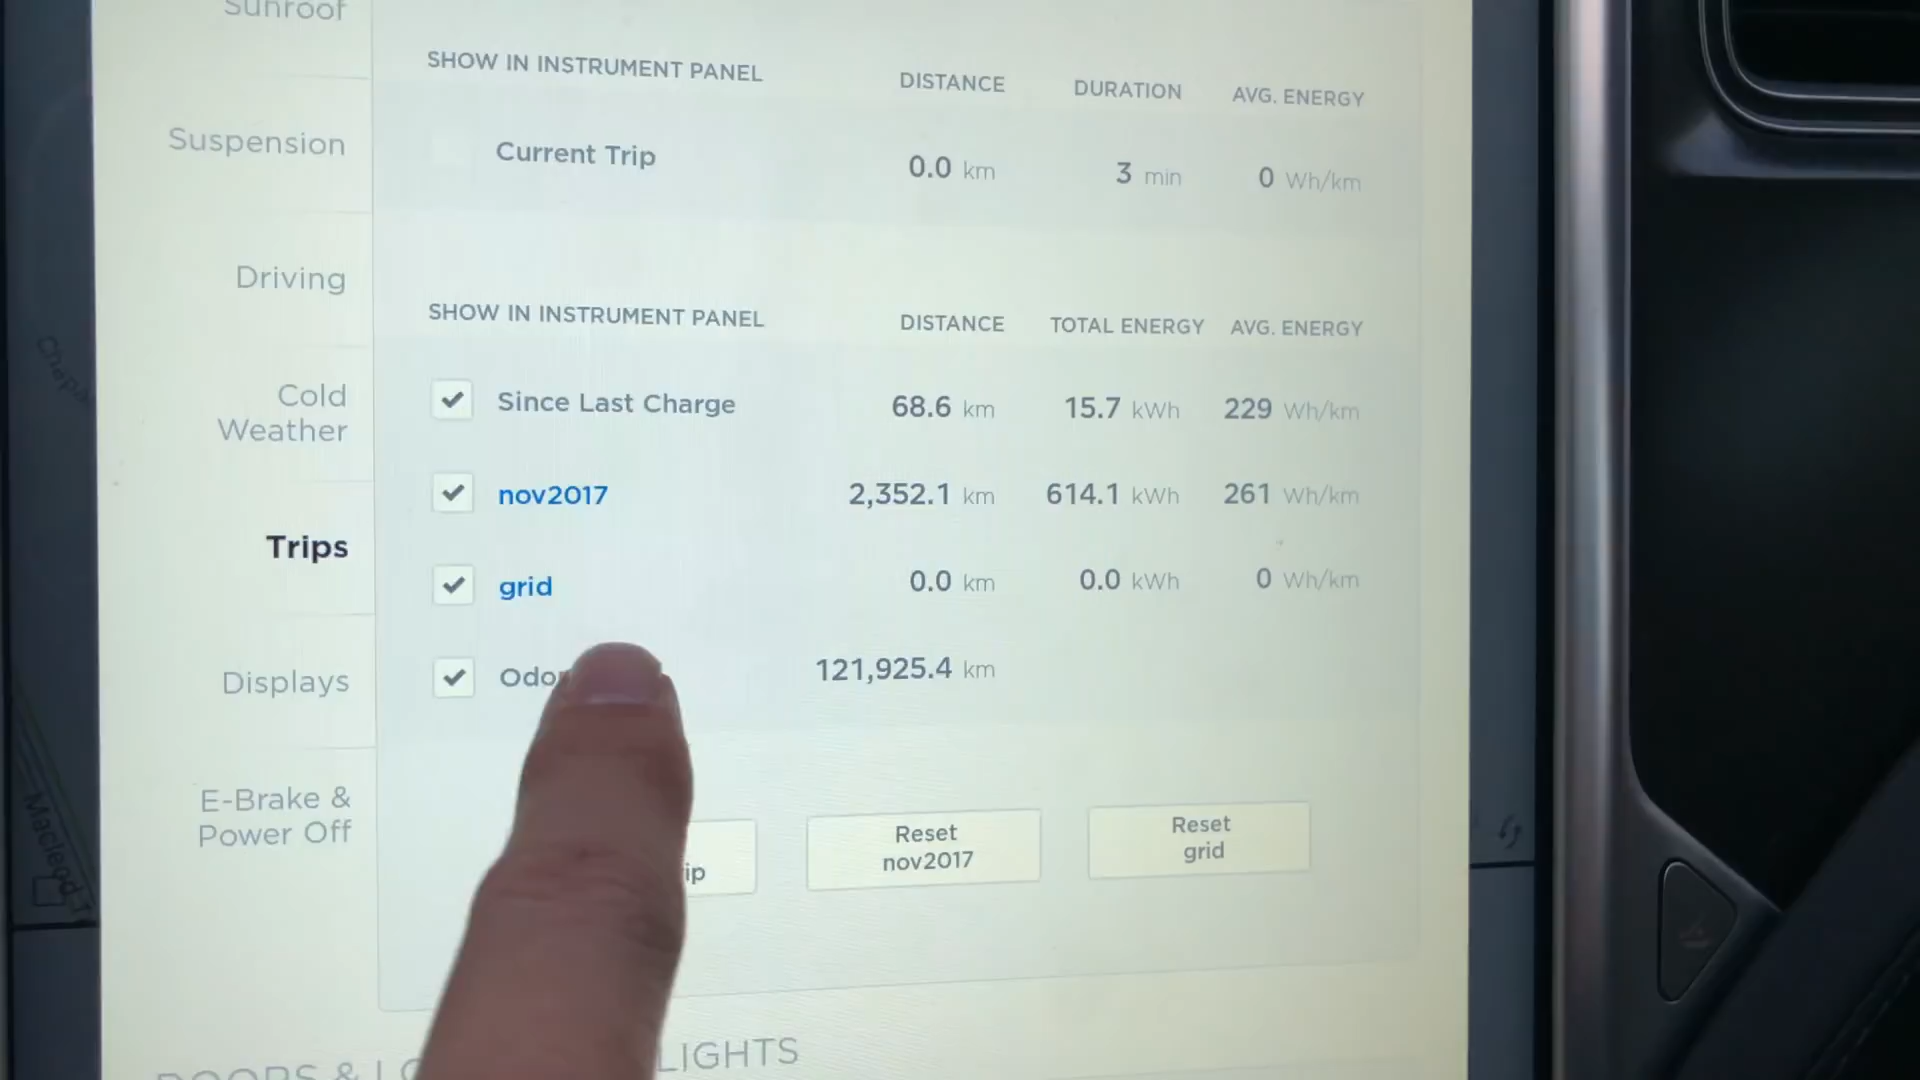 Sunroof
SHOW IN INSTRUMENT PANEL DISTANCE DURATION AVG. ENERGY
Suspension
Current Trip 0.0 km 3 min 0 Wh/km
Driving
SHOW IN INSTRUMENT PANEL DISTANCE TOTAL ENERGY AVG. ENERGY
Cold
Weather
Since Last Charge 68.6 km 15.7 kWh 229 Wh/km
nov2017 2,352.1 km 614.1 kWh 261 Wh/km
Trips
grid 0.0 km 0.0 kWh 0 Wh/km
Displays
121,925.4 km
E-Brake &
Power Off
Reset
nov2017
Reset
grid
DOORS &
LIGHTS
Macleod